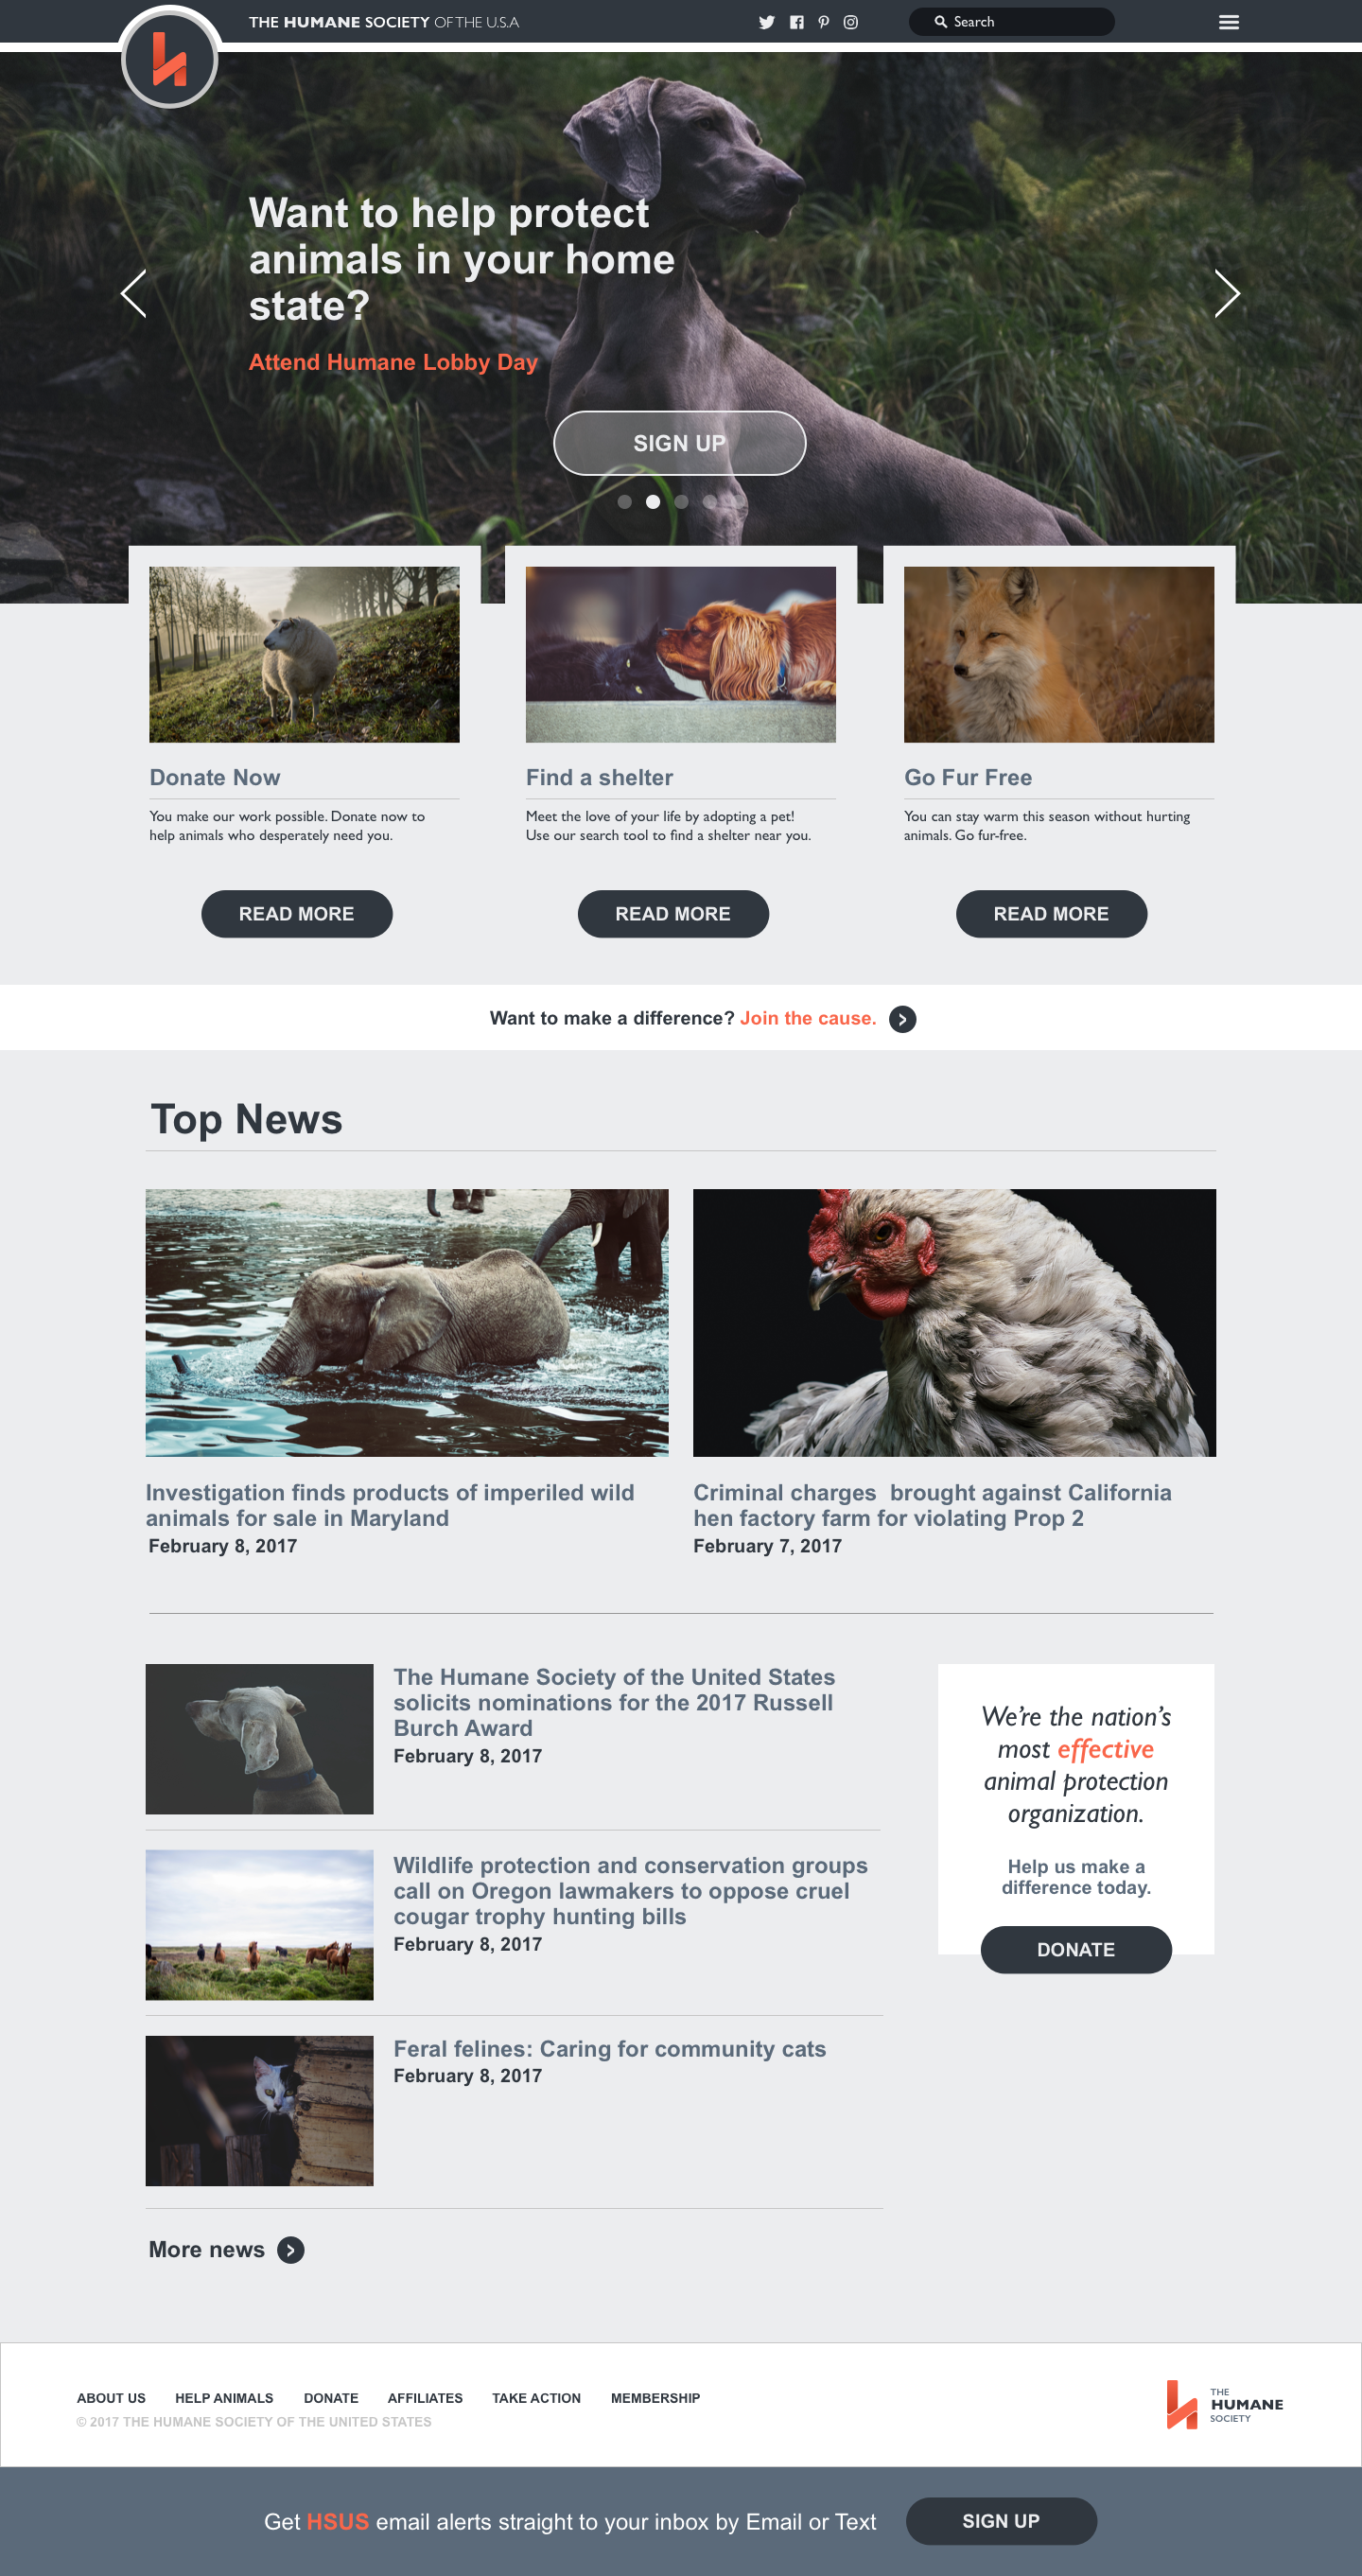 THE HUMANE SOCIETY OF THE U.S.A
Search
Want to help protect
animals in your home
state?
Attend Humane Lobby Day
SIGN UP
Donate Now
You make our work possible. Donate now to
help animals who desperately need you.
READ MORE
Find a shelter
Meet the love of your life by adopting a pet!
Use our search tool to find a shelter near you.
READ MORE
Go Fur Free
You can stay warm this season without hurting
animals. Go fur-free.
READ MORE
Want to make a difference? Join the cause.
Top News
Investigation finds products of imperiled wild
animals for sale in Maryland
February 8, 2017
Criminal charges  brought against California
hen factory farm for violating Prop 2
February 7, 2017
The Humane Society of the United States
solicits nominations for the 2017 Russell
Burch Award
February 8, 2017
Wildlife protection and conservation groups
call on Oregon lawmakers to oppose cruel
cougar trophy hunting bills
February 8, 2017
Feral felines: Caring for community cats
February 8, 2017
More news
We're the nation's
most effective
animal protection
organization.
Help us make a
difference today.
DONATE
ABOUT US HELP ANIMALS DONATE AFFILIATES TAKE ACTION MEMBERSHIP
© 2017 THE HUMANE SOCIETY OF THE UNITED STATES
THE
HUMANE
SOCIETY
Get HSUS email alerts straight to your inbox by Email or Text
SIGN UP